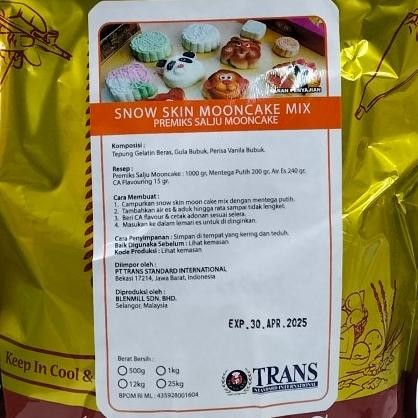 SARAN PENYAJIAN
SNOW SKIN MOONCAKE MIX
PREMIKS SALJU MOONCAKE
Komposisi :
Tepung Gelatin Beras, Gula Bubuk, Perisa Vanila Bubuk.
Resep :
Premiks Salju Mooncake : 1000 gr, Mentega Putih 200 gr, Air Es 240 gr,
CA Flavouring 15 gr.
Cara Membuat :
1. Campurkan snow skin moon cake mix dengan mentega putih.
2. Tambahkan air es & aduk hingga rata sampai tidak lengket.
3. Beri CA flavour & cetak adonan sesuai selera.
4. Masukan ke dalam lemari es untuk di dinginkan.
Cara Penyimpanan : Simpan di tempat yang kering dan teduh.
Baik Digunaka Sebelum : Lihat kemasan
Kode Produksi : Lihat kemasan
Diimpor oleh :
PT TRANS STANDARD INTERNATIONAL
Bekasi 17214, Jawa Barat, Indonesia
Diproduksi oleh :
BLENMILL SDN. BHD.
Selangor, Malaysia
EXP.30.APR.2025
Berat Bersih :
500g 1kg
12kg 25kg
BPOM RI ML : 435928001604
TRANS
STANDARD INTERNATIONAL
Keep In Cool &